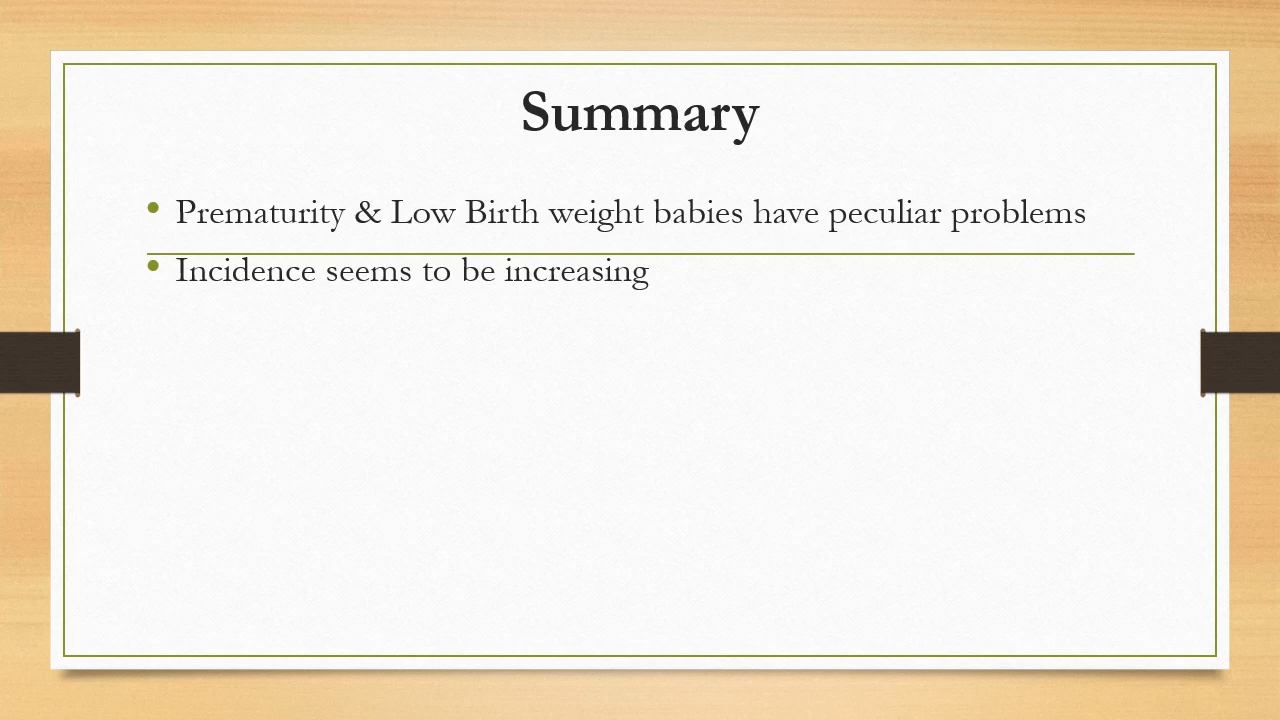 Summary
• Prematurity & Low Birth weight babies have peculiar problems
• Incidence seems to be increasing